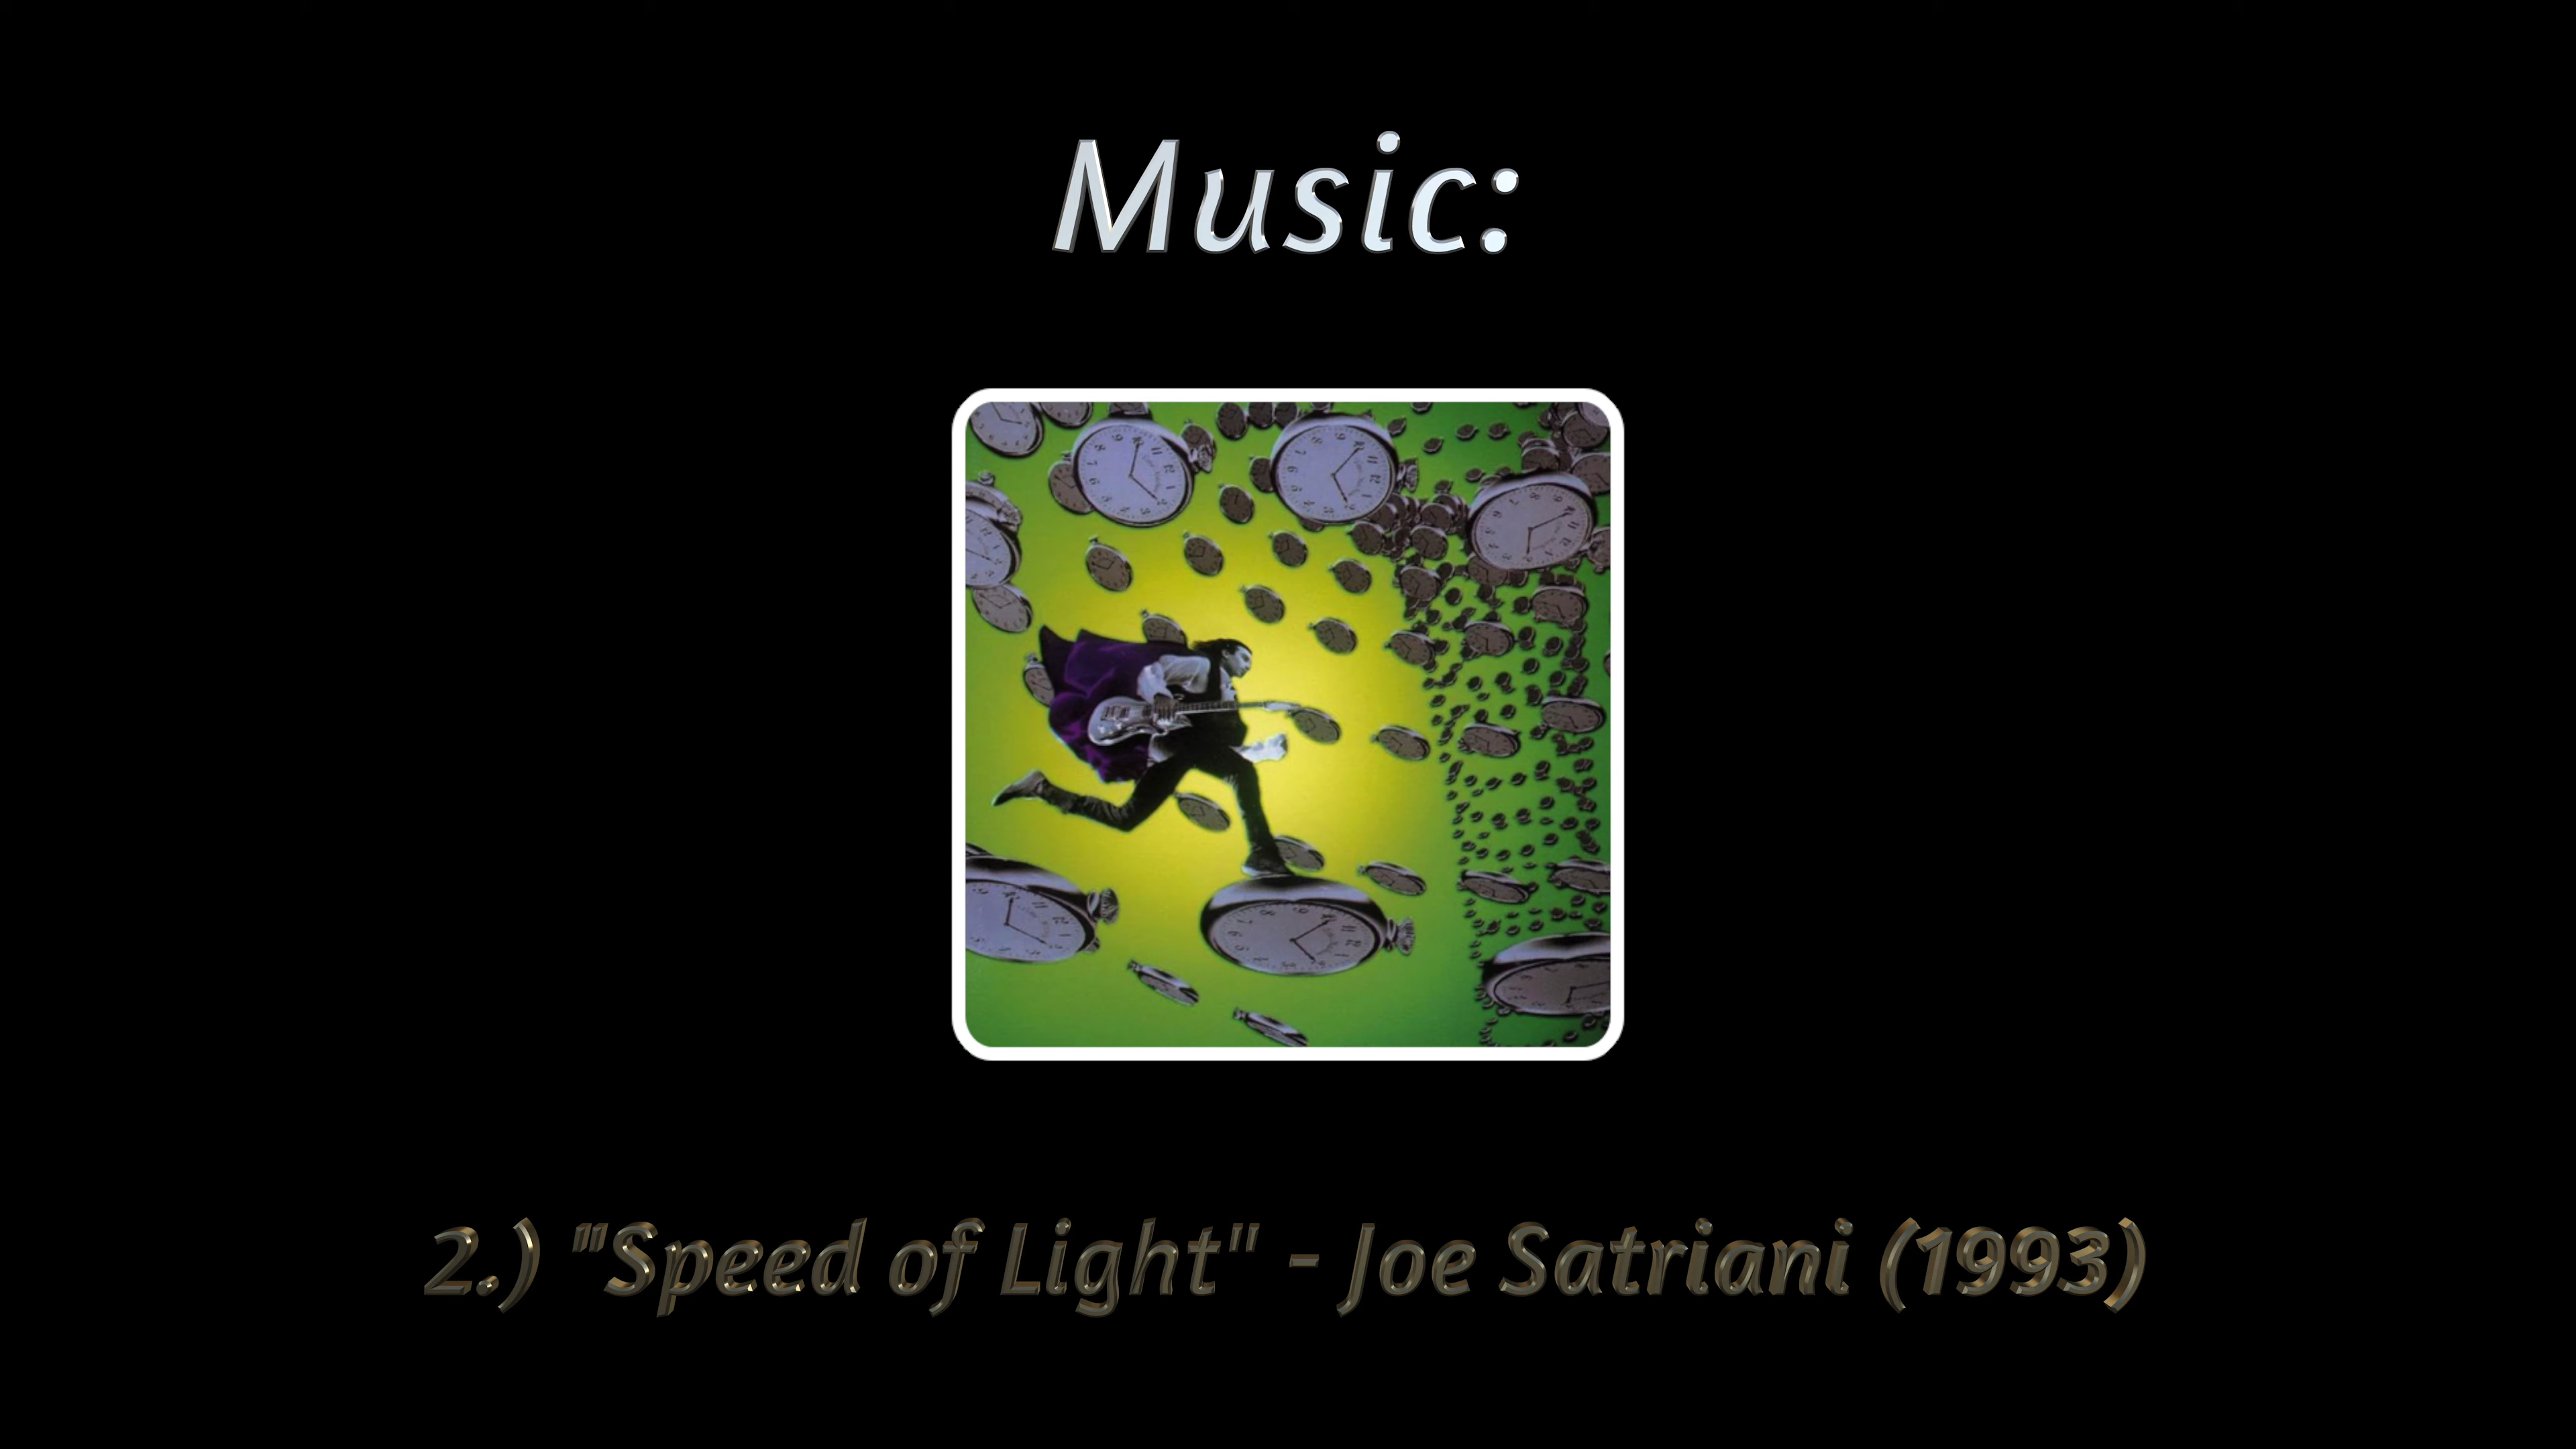 Music:
2.) "Speed of Light" - Joe Satriani (1993)